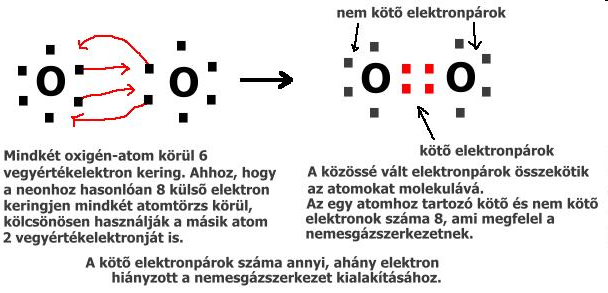 nem kötő elektronpárok
O O O O
kötő elektronpárok
Mindkét oxigén-atom körül 6
vegyértékelektron kering. Ahhoz, hogy
a neonhoz hasonlóan 8 külső elektron
keringjen mindkét atomtörzs körül,
kölcsönösen használják a másik atom
2 vegyértékelektronját is.
A közössé vált elektronpárok összekötik
az atomokat molekulává.
Az egy atomhoz tartozó kötő és nem kötő
elektronok száma 8, ami megfelel a
nemesgázszerkezetnek.
A kötő elektronpárok száma annyi, ahány elektron
hiányzott a nemesgázszerkezet kialakításához.